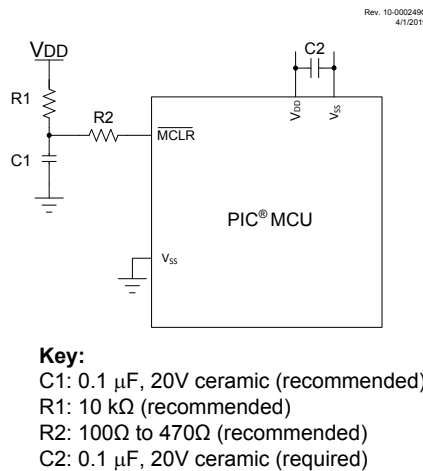 Rev. 10-000249
4/1/201
VDD
C2
R1
R2
VDD
VSS
MCLR
C1
PIC® MCU
VSS
Key:
C1: 0.1 μF, 20V ceramic (recommended)
R1: 10 kΩ (recommended)
R2: 100Ω to 470Ω (recommended)
C2: 0.1 μF, 20V ceramic (required)